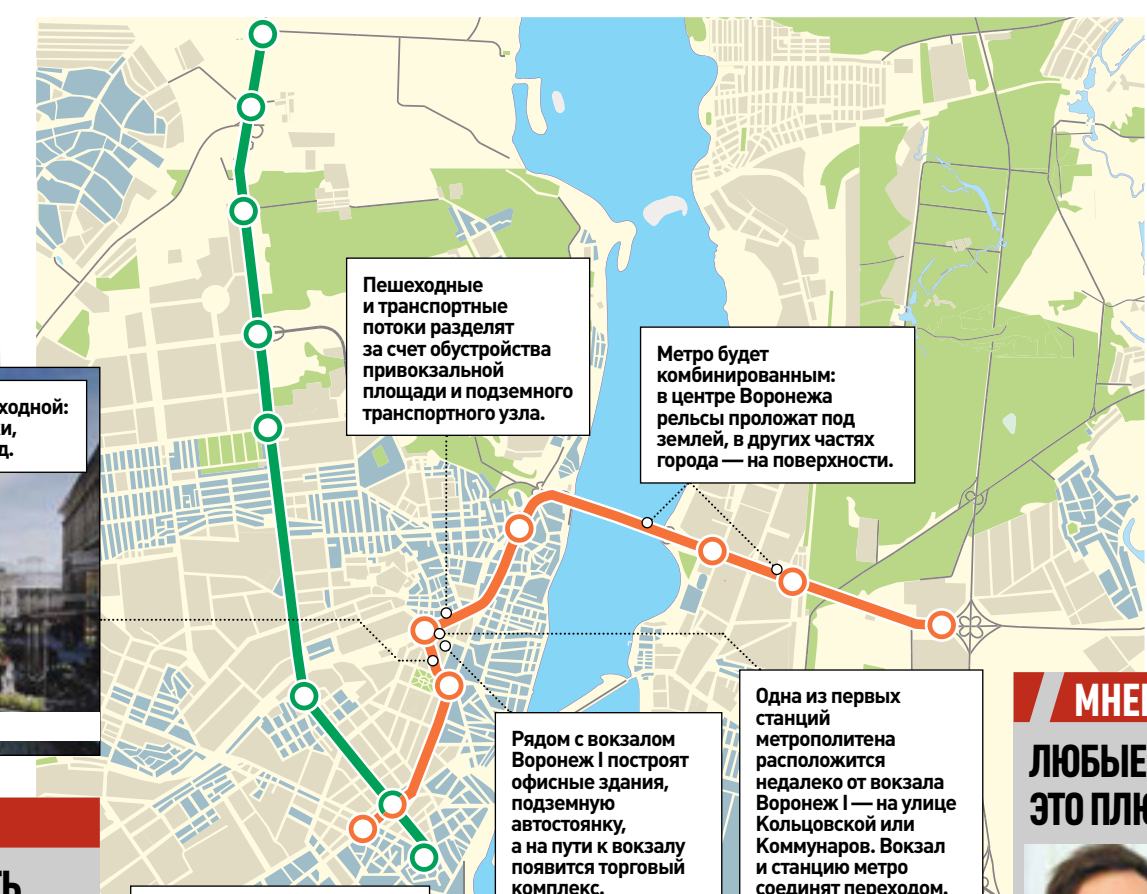 ходной:
и,
д.
Пешеходные
и транспортные
потоки разделят
за счет обустройства
привокзальной
площади и подземного
транспортного узла.
Метро будет
комбинированным:
в центре Воронежа
рельсы проложат под
землей, в других частях
города — на поверхности.
Рядом с вокзалом
Воронеж I построят
офисные здания,
подземную
автостоянку,
а на пути к вокзалу
появится торговый
комплекс.
Одна из первых
станций
метрополитена
расположится
недалеко от вокзала
Воронеж I — на улице
Кольцовской или
Коммунаров. Вокзал
и станцию метро
соединят переходом.
МНЕ
ЛЮБЫЕ
ЭТО ПЛЮ
ТЬ